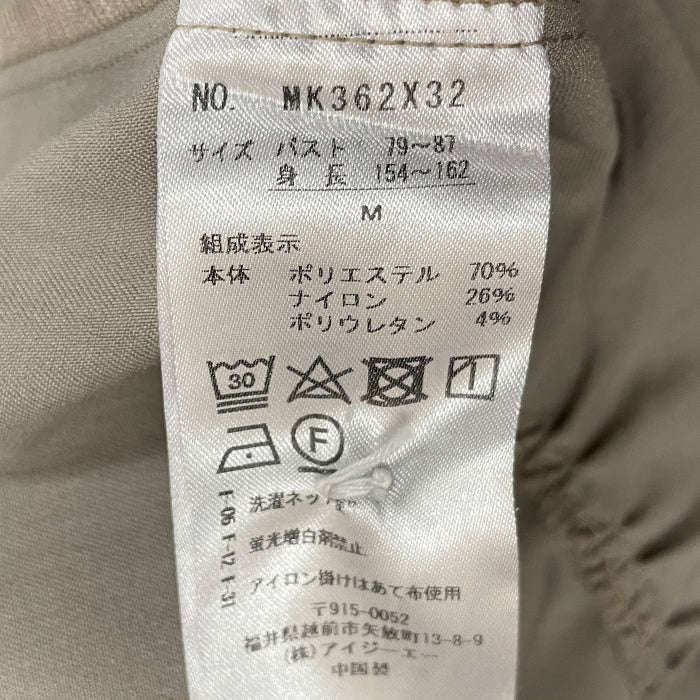 NO. MK362X32
サイズ バスト 79～87
身長 154～162
M
組成表示
本体 ポリエステル 70%
ナイロン 26%
ポリウレタン 4%
30
F
洗濯ネット
蛍光増白剤禁止
アイロン掛けはあて布使用
〒915-0052
福井県越前市矢放町13-8-9
(株)アイジーエー
中国製
I-06 F-12 I-31